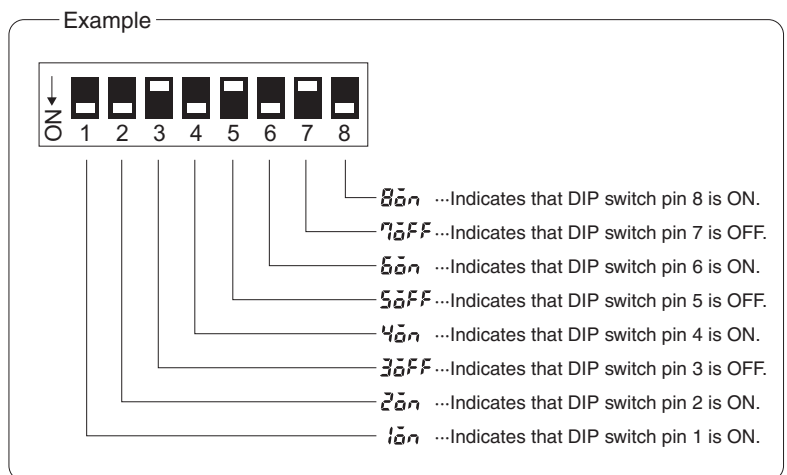 Example
ON
1 2 3 4 5 6 7 8
8on ···Indicates that DIP switch pin 8 is ON.
7oFF ···Indicates that DIP switch pin 7 is OFF.
6on ···Indicates that DIP switch pin 6 is ON.
5oFF ···Indicates that DIP switch pin 5 is OFF.
4on ···Indicates that DIP switch pin 4 is ON.
3oFF ···Indicates that DIP switch pin 3 is OFF.
2on ···Indicates that DIP switch pin 2 is ON.
1on ···Indicates that DIP switch pin 1 is ON.